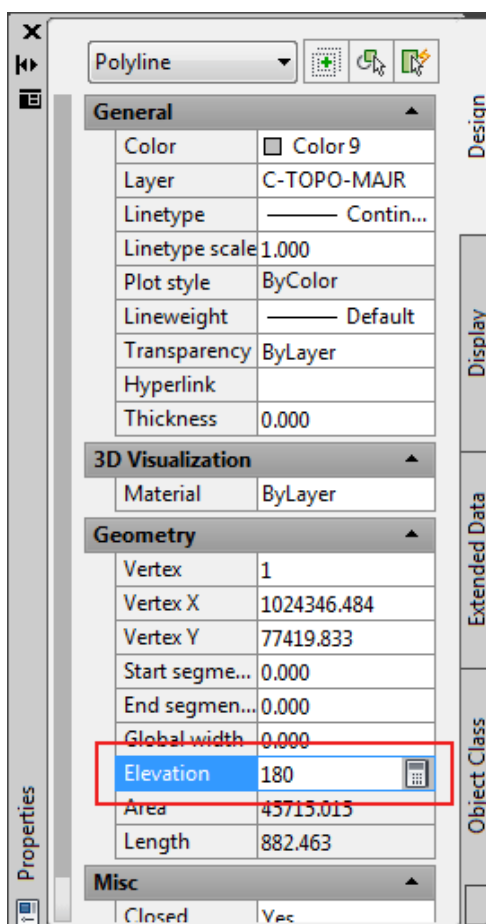 Polyline
General
Color Color 9
Layer C-TOPO-MAJR
Linetype Contin...
Linetype scale 1.000
Plot style ByColor
Lineweight Default
Transparency ByLayer
Hyperlink
Thickness 0.000
3D Visualization
Material ByLayer
Geometry
Vertex 1
Vertex X 1024346.484
Vertex Y 77419.833
Start segme... 0.000
End segmen... 0.000
Global width 0.000
Elevation 180
Area 45715.015
Length 882.463
Misc
Closed Yes
Design
Display
Extended Data
Object Class
Properties